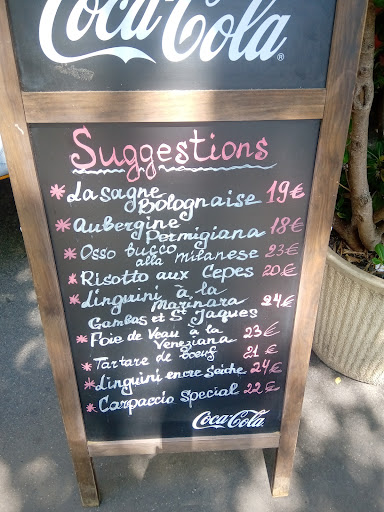 Coca-Cola
Suggestions
* Lasagne
Bolognaise 19€
* Aubergine
Permigiana 18€
* Osso Bucco 23€
alla Milanese
* Risotto aux Cepes 20€
* Linguini à la
Marinara 24€
Gambas et St Jaques
* Foie de Veau à la 23€
Veneziana
* Tartare de Boeuf 21€
* Linguini encre Seiche 24€
* Carpaccio Special 22€
Coca-Cola